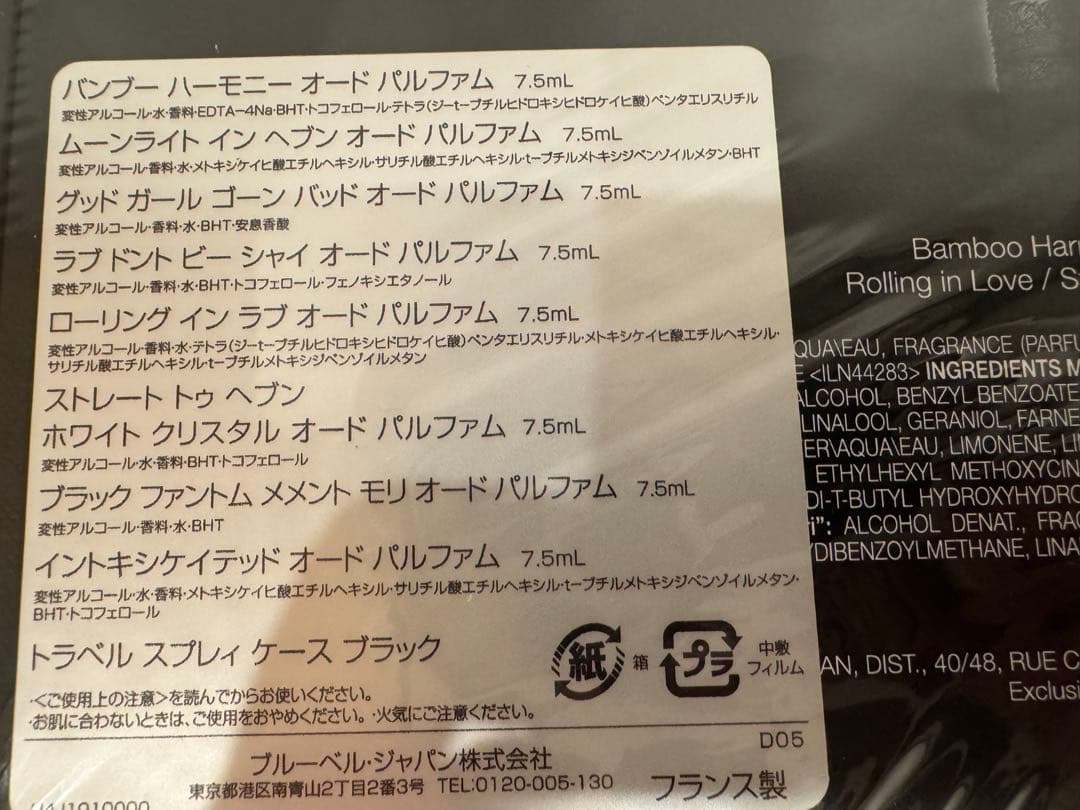 バンブー ハーモニー オード パルファム 7.5mL
変性アルコール・水・香料・EDTA-4Na・BHT・トコフェロール・テトラ(ジ-t-ブチルヒドロキシヒドロケイヒ酸)ペンタエリスリチル
ムーンライト イン ヘブン オード パルファム 7.5mL
変性アルコール・香料・水・メトキシケイヒ酸エチルヘキシル・サリチル酸エチルヘキシル・t-ブチルメトキシジベンゾイルメタン・BHT
グッド ガール ゴーン バッド オード パルファム 7.5mL
変性アルコール・香料・水・BHT・安息香酸
ラブ ドント ビー シャイ オード パルファム 7.5mL
変性アルコール・香料・水・BHT・トコフェロール・フェノキシエタノール
ローリング イン ラブ オード パルファム 7.5mL
変性アルコール・香料・水・テトラ(ジ-t-ブチルヒドロキシヒドロケイヒ酸)ペンタエリスリチル・メトキシケイヒ酸エチルヘキシル・
サリチル酸エチルヘキシル・t-ブチルメトキシジベンゾイルメタン
ストレート トゥ ヘブン
ホワイト クリスタル オード パルファム 7.5mL
変性アルコール・水・香料・BHT・トコフェロール
ブラック ファントム メメント モリ オード パルファム 7.5mL
変性アルコール・香料・水・BHT
イントキシケイテッド オード パルファム 7.5mL
変性アルコール・水・香料・メトキシケイヒ酸エチルヘキシル・サリチル酸エチルヘキシル・t-ブチルメトキシジベンゾイルメタン・
BHT・トコフェロール
トラベル スプレィ ケース ブラック
紙 箱 プラ 中敷
フィルム
・<ご使用上の注意>を読んでからお使いください。
・お肌に合わないときは、ご使用をおやめください。・火気にご注意ください。
D05
ブルーベル・ジャパン株式会社
東京都港区南青山2丁目2番3号 TEL:0120-005-130 フランス製
Bamboo Har
Rolling in Love / S
QUA\EAU, FRAGRANCE (PARFU
E <ILN44283> INGREDIENTS M
ALCOHOL, BENZYL BENZOATE
LINALOOL, GERANIOL, FARNE
ER\AQUA\EAU, LIMONENE, LI
ETHYLHEXYL METHOXYCIN
DI-T-BUTYL HYDROXYHYDRO
i": ALCOHOL DENAT., FRAG
YDIBENZOYLMETHANE, LINA
AN, DIST., 40/48, RUE C
Exclusi